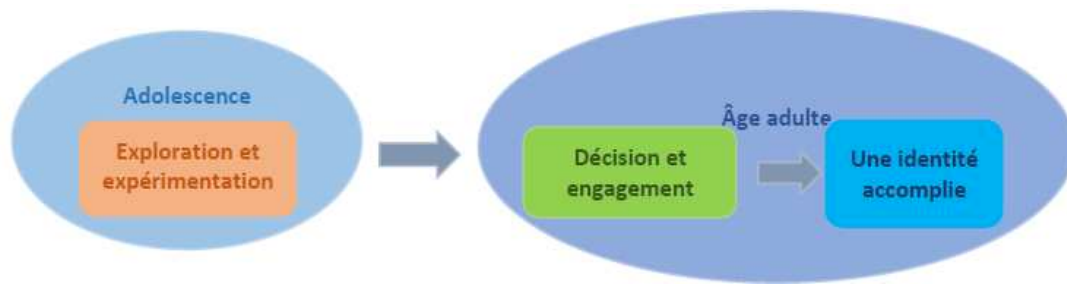 Adolescence
Exploration et
expérimentation
Âge adulte
Décision et
engagement
Une identité
accomplie